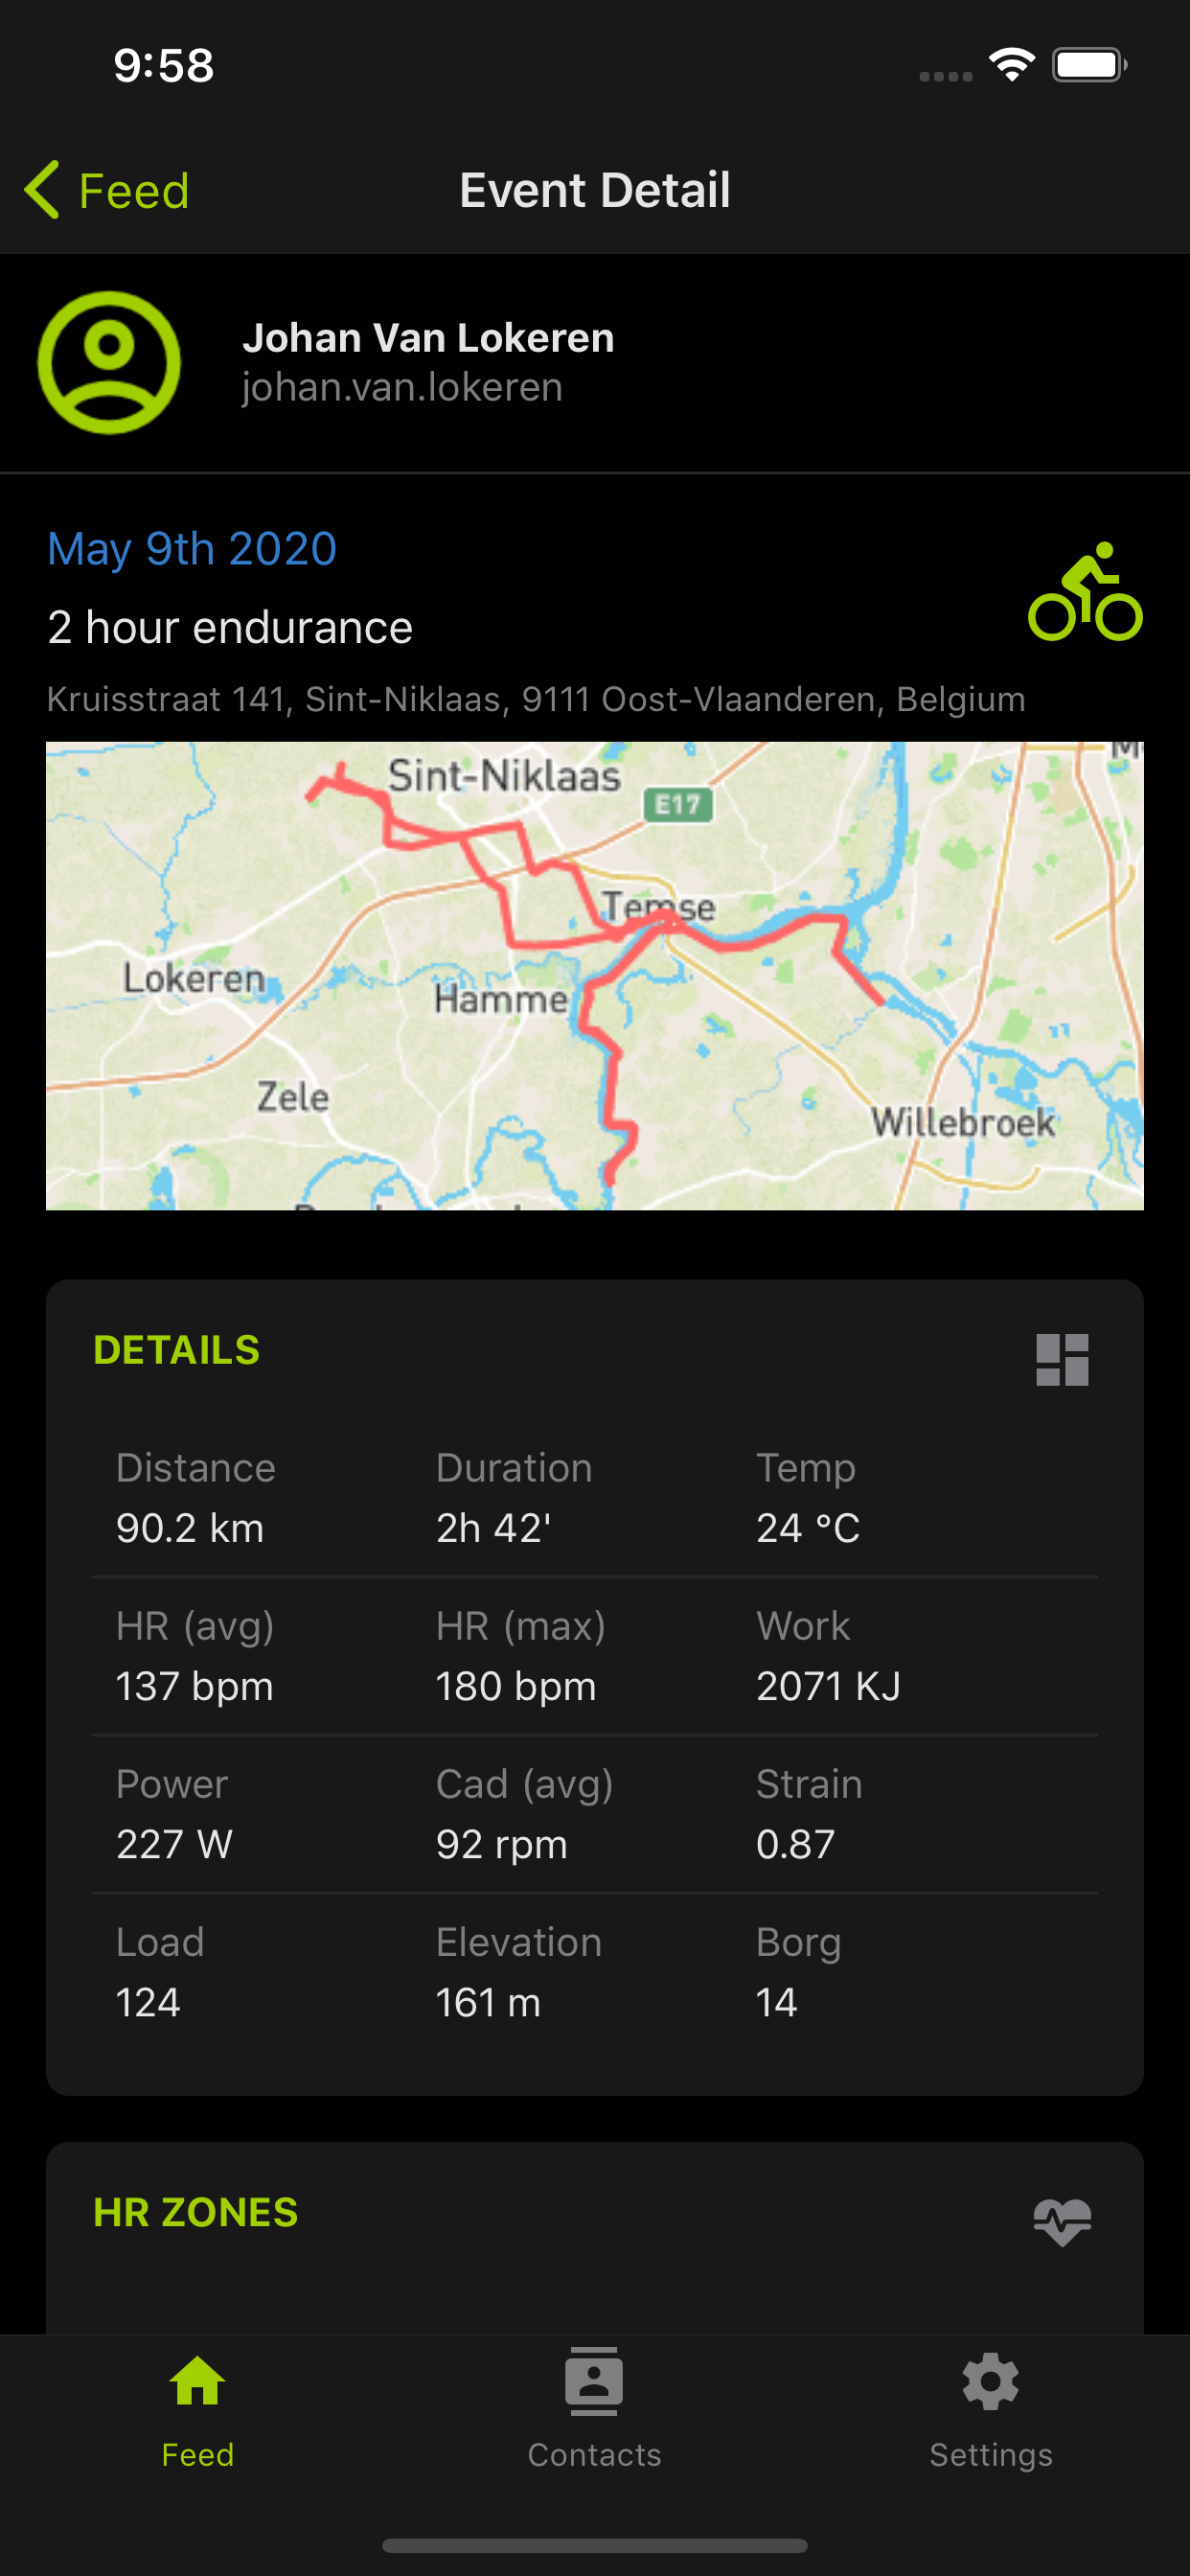 9:58
Feed
Event Detail
Johan Van Lokeren
johan.van.lokeren
May 9th 2020
2 hour endurance
Kruisstraat 141, Sint-Niklaas, 9111 Oost-Vlaanderen, Belgium
Sint-Niklaas
E17
Temse
Lokeren
Hamme
Zele
Willebroek
DETAILS
Distance Duration Temp
90.2 km 2h 42' 24 °C
HR (avg) HR (max) Work
137 bpm 180 bpm 2071 KJ
Power Cad (avg) Strain
227 W 92 rpm 0.87
Load Elevation Borg
124 161 m 14
HR ZONES
Feed Contacts Settings